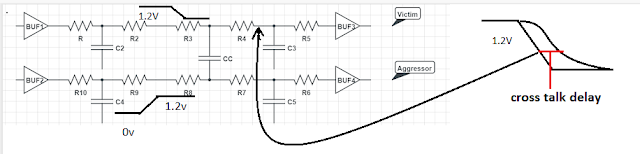 1.2V
Victim
BUF1
R
R2
R3
R4
R5
BUF3
1.2V
C2
CC
C3
Aggressor
BUF2
R10
R9
R8
R7
R6
BUF4
C4
1.2v
C5
0v
cross talk delay